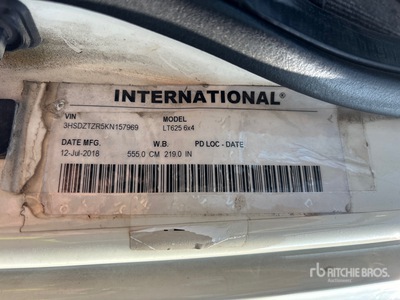 INTERNATIONAL®
VIN MODEL
3HSDZTZR5KN157969 LT625 6x4
DATE MFG. W.B. PD LOC - DATE
12-Jul-2018 555.0 CM 219.0 IN
rb RITCHIE BROS.
Auctioneers